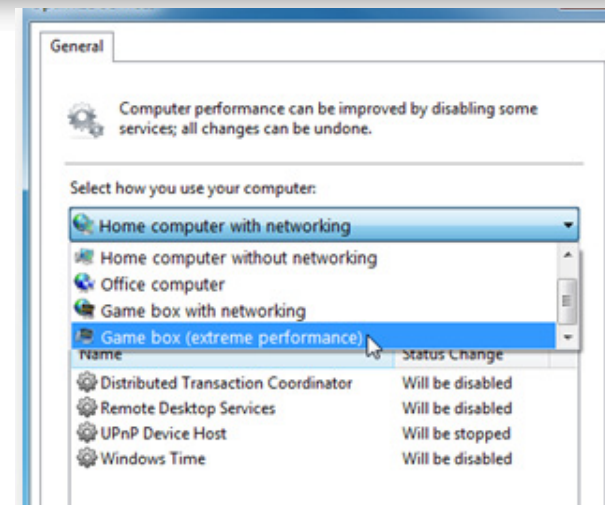 General
Computer performance can be improved by disabling some
services; all changes can be undone.
Select how you use your computer:
Home computer with networking
Home computer without networking
Office computer
Game box with networking
Game box (extreme performance)
Name Status Change
Distributed Transaction Coordinator Will be disabled
Remote Desktop Services Will be disabled
UPnP Device Host Will be stopped
Windows Time Will be disabled